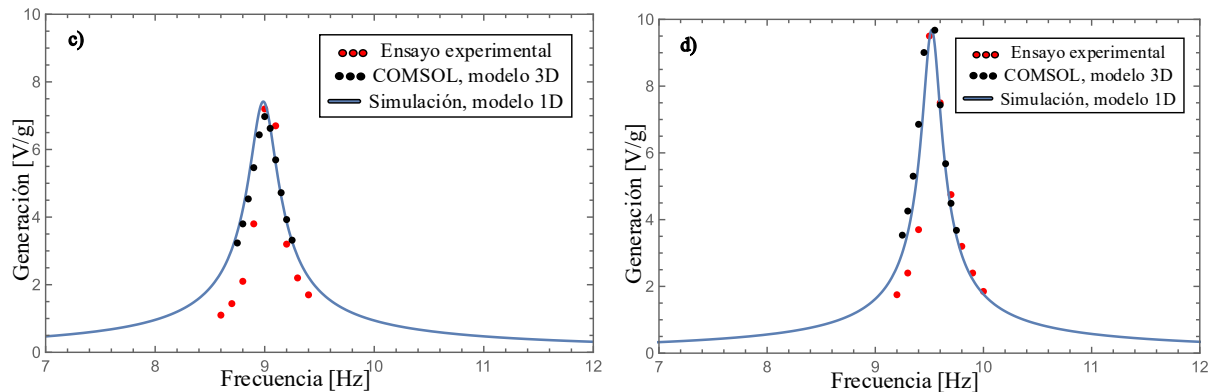 c)
Ensayo experimental
COMSOL, modelo 3D
Simulación, modelo 1D
Generación [V/g]
10
8
6
4
2
0
7
8
9
10
11
12
Frecuencia [Hz]
d)
Ensayo experimental
COMSOL, modelo 3D
Simulación, modelo 1D
Generación [V/g]
10
8
6
4
2
0
7
8
9
10
11
12
Frecuencia [Hz]